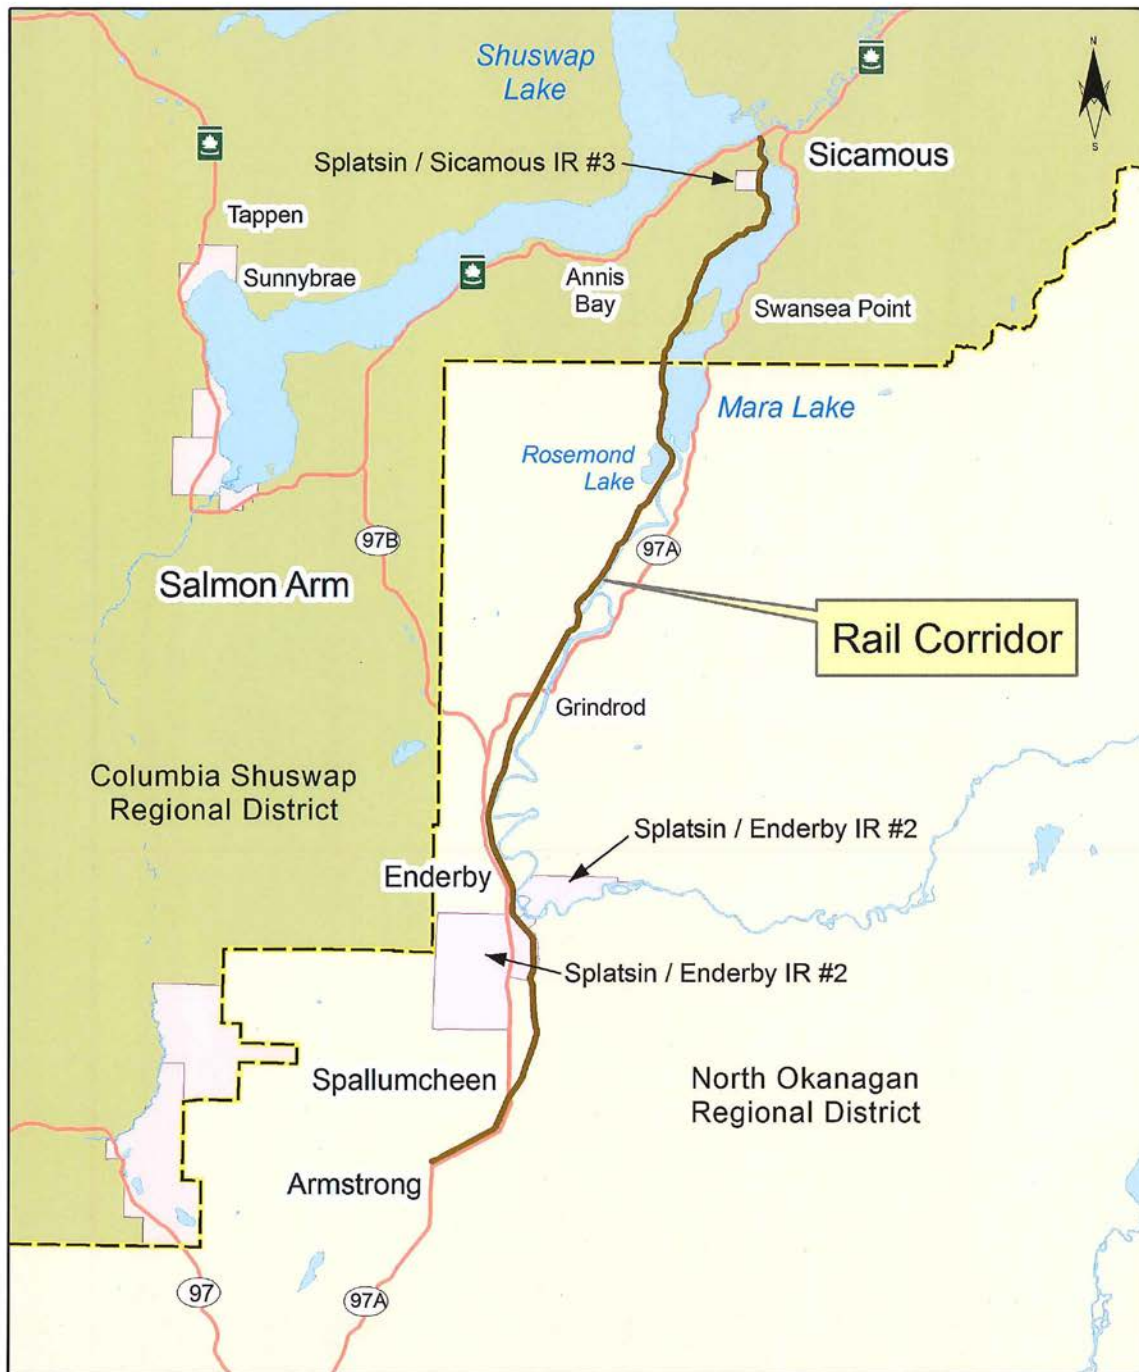 N
Shuswap
Lake
Sicamous
Splatsin / Sicamous IR #3
Tappen
Sunnybrae
Annis
Bay
Swansea Point
Mara Lake
Rosemond
Lake
97B
97A
Salmon Arm
Rail Corridor
Grindrod
Columbia Shuswap
Regional District
Splatsin / Enderby IR #2
Enderby
Splatsin / Enderby IR #2
Spallumcheen
North Okanagan
Regional District
Armstrong
97
97A
S